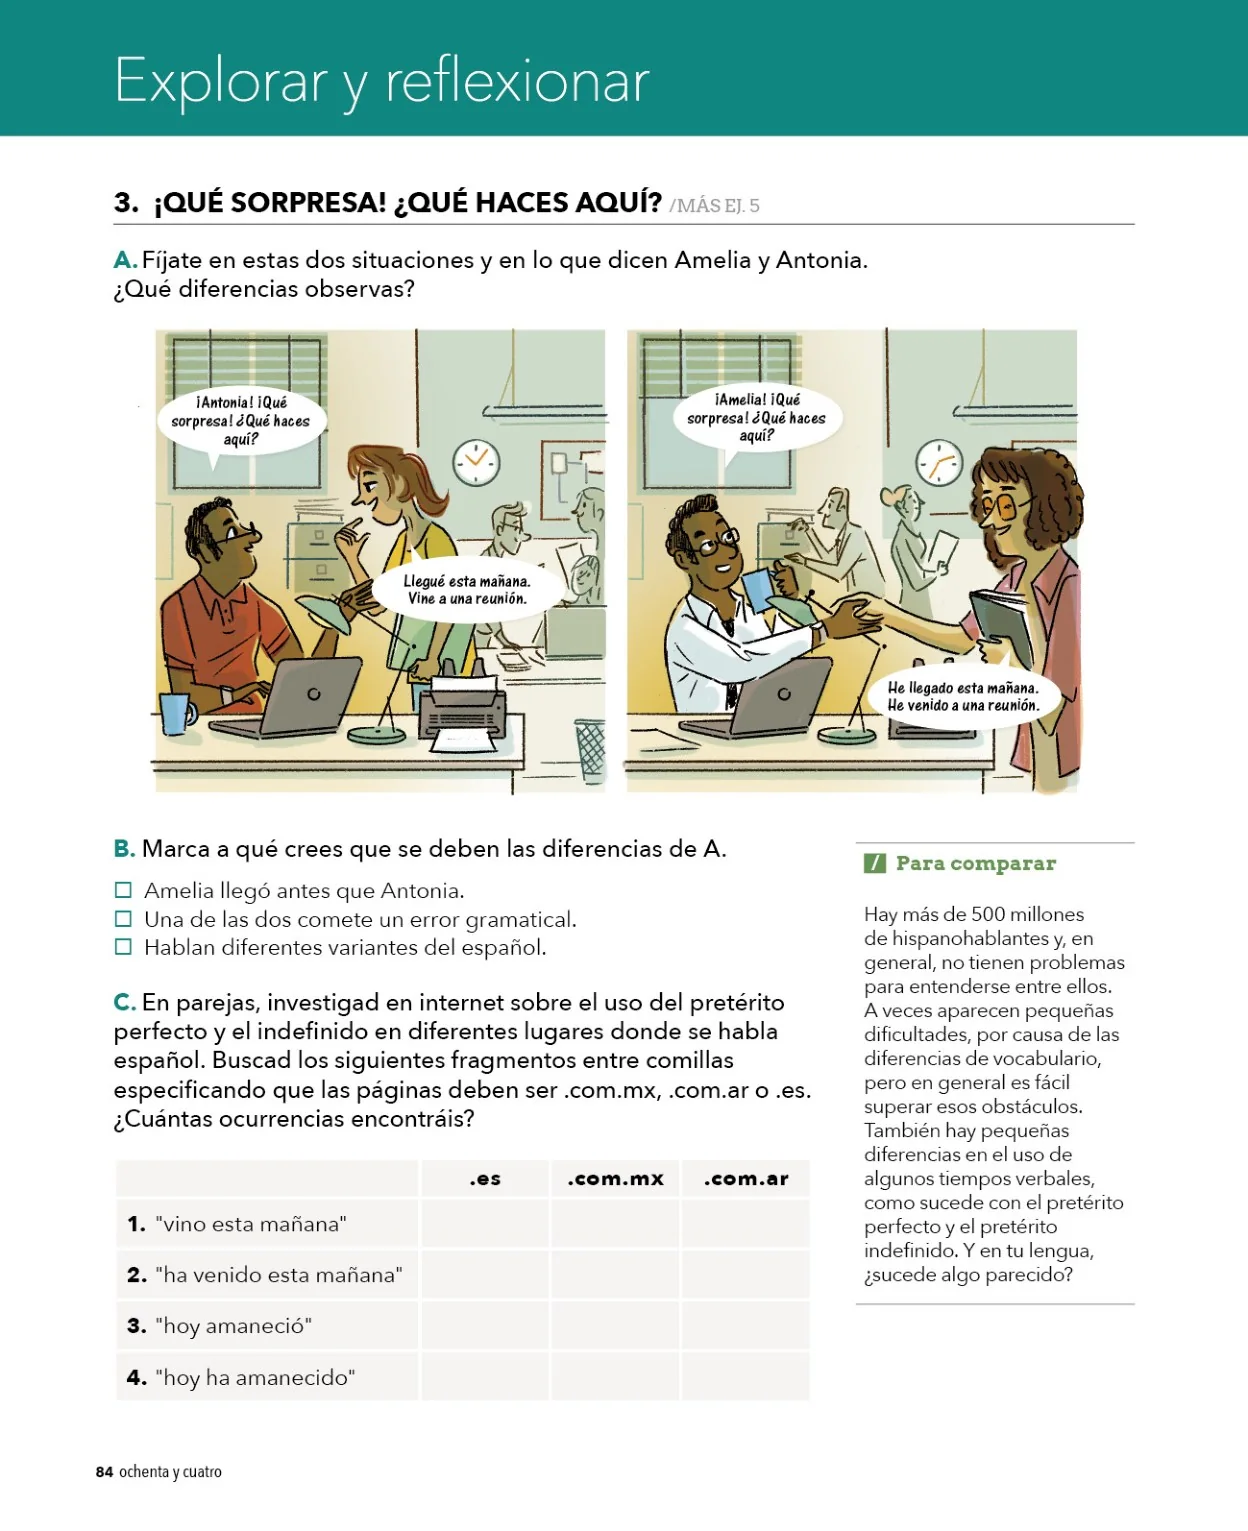 Explorar y reflexionar
3. ¡QUÉ SORPRESA! ¿QUÉ HACES AQUÍ? /MÁS EJ. 5
A. Fíjate en estas dos situaciones y en lo que dicen Amelia y Antonia.
¿Qué diferencias observas?
¡Antonia! ¡Qué
sorpresa! ¿Qué haces
aquí?
Llegué esta mañana.
Vine a una reunión.
¡Amelia! ¡Qué
sorpresa! ¿Qué haces
aquí?
He llegado esta mañana.
He venido a una reunión.
B. Marca a qué crees que se deben las diferencias de A.
Amelia llegó antes que Antonia.
Una de las dos comete un error gramatical.
Hablan diferentes variantes del español.
C. En parejas, investigad en internet sobre el uso del pretérito
perfecto y el indefinido en diferentes lugares donde se habla
español. Buscad los siguientes fragmentos entre comillas
especificando que las páginas deben ser .com.mx, .com.ar o .es.
¿Cuántas ocurrencias encontráis?
.es .com.mx .com.ar
1. "vino esta mañana"
2. "ha venido esta mañana"
3. "hoy amaneció"
4. "hoy ha amanecido"
/ Para comparar
Hay más de 500 millones
de hispanohablantes y, en
general, no tienen problemas
para entenderse entre ellos.
A veces aparecen pequeñas
dificultades, por causa de las
diferencias de vocabulario,
pero en general es fácil
superar esos obstáculos.
También hay pequeñas
diferencias en el uso de
algunos tiempos verbales,
como sucede con el pretérito
perfecto y el pretérito
indefinido. Y en tu lengua,
¿sucede algo parecido?
84 ochenta y cuatro